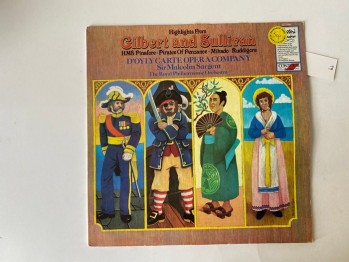 Highlights From
Gilbert and Sullivan
H.M.S Pinafore · Pirates Of Penzance · Mikado · Ruddigore
D'OYLY CARTE OPERA COMPANY
Sir Malcolm Sargent
The Royal Philharmonic Orchestra